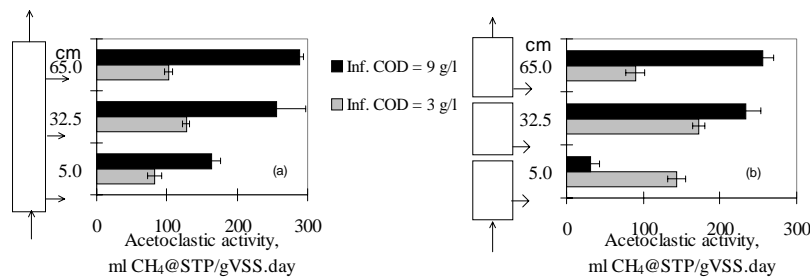 cm
65.0
32.5
5.0
(a)
0 100 200 300
Acetoclastic activity,
ml CH4@STP/gVSS.day
Inf. COD = 9 g/l
Inf. COD = 3 g/l
cm
65.0
32.5
5.0
(b)
0 100 200 300
Acetoclastic activity,
ml CH4@STP/gVSS.day